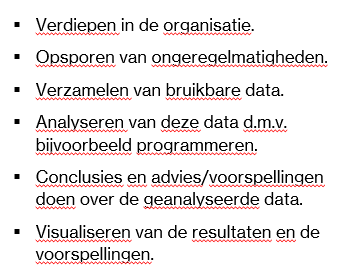 ▪ Verdiepen in de organisatie.
▪ Opsporen van ongeregelmatigheden.
▪ Verzamelen van bruikbare data.
▪ Analyseren van deze data d.m.v.
bijvoorbeeld programmeren.
▪ Conclusies en advies/voorspellingen
doen over de geanalyseerde data.
▪ Visualiseren van de resultaten en de
voorspellingen.